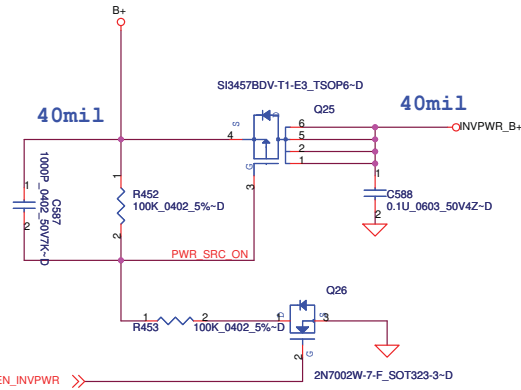 B+
SI3457BDV-T1-E3_TSOP6~D
40mil
40mil
Q25
S
4
6
5
2
1
INVPWR_B+
G
3
1
1000P_0402_50V7K~D
C587
2
1
R452
100K_0402_5%~D
2
1
C588
0.1U_0603_50V4Z~D
2
PWR_SRC_ON
Q26
1
2
R453
100K_0402_5%~D
1
D
S
3
2
G
EN_INVPWR
2N7002W-7-F_SOT323-3~D